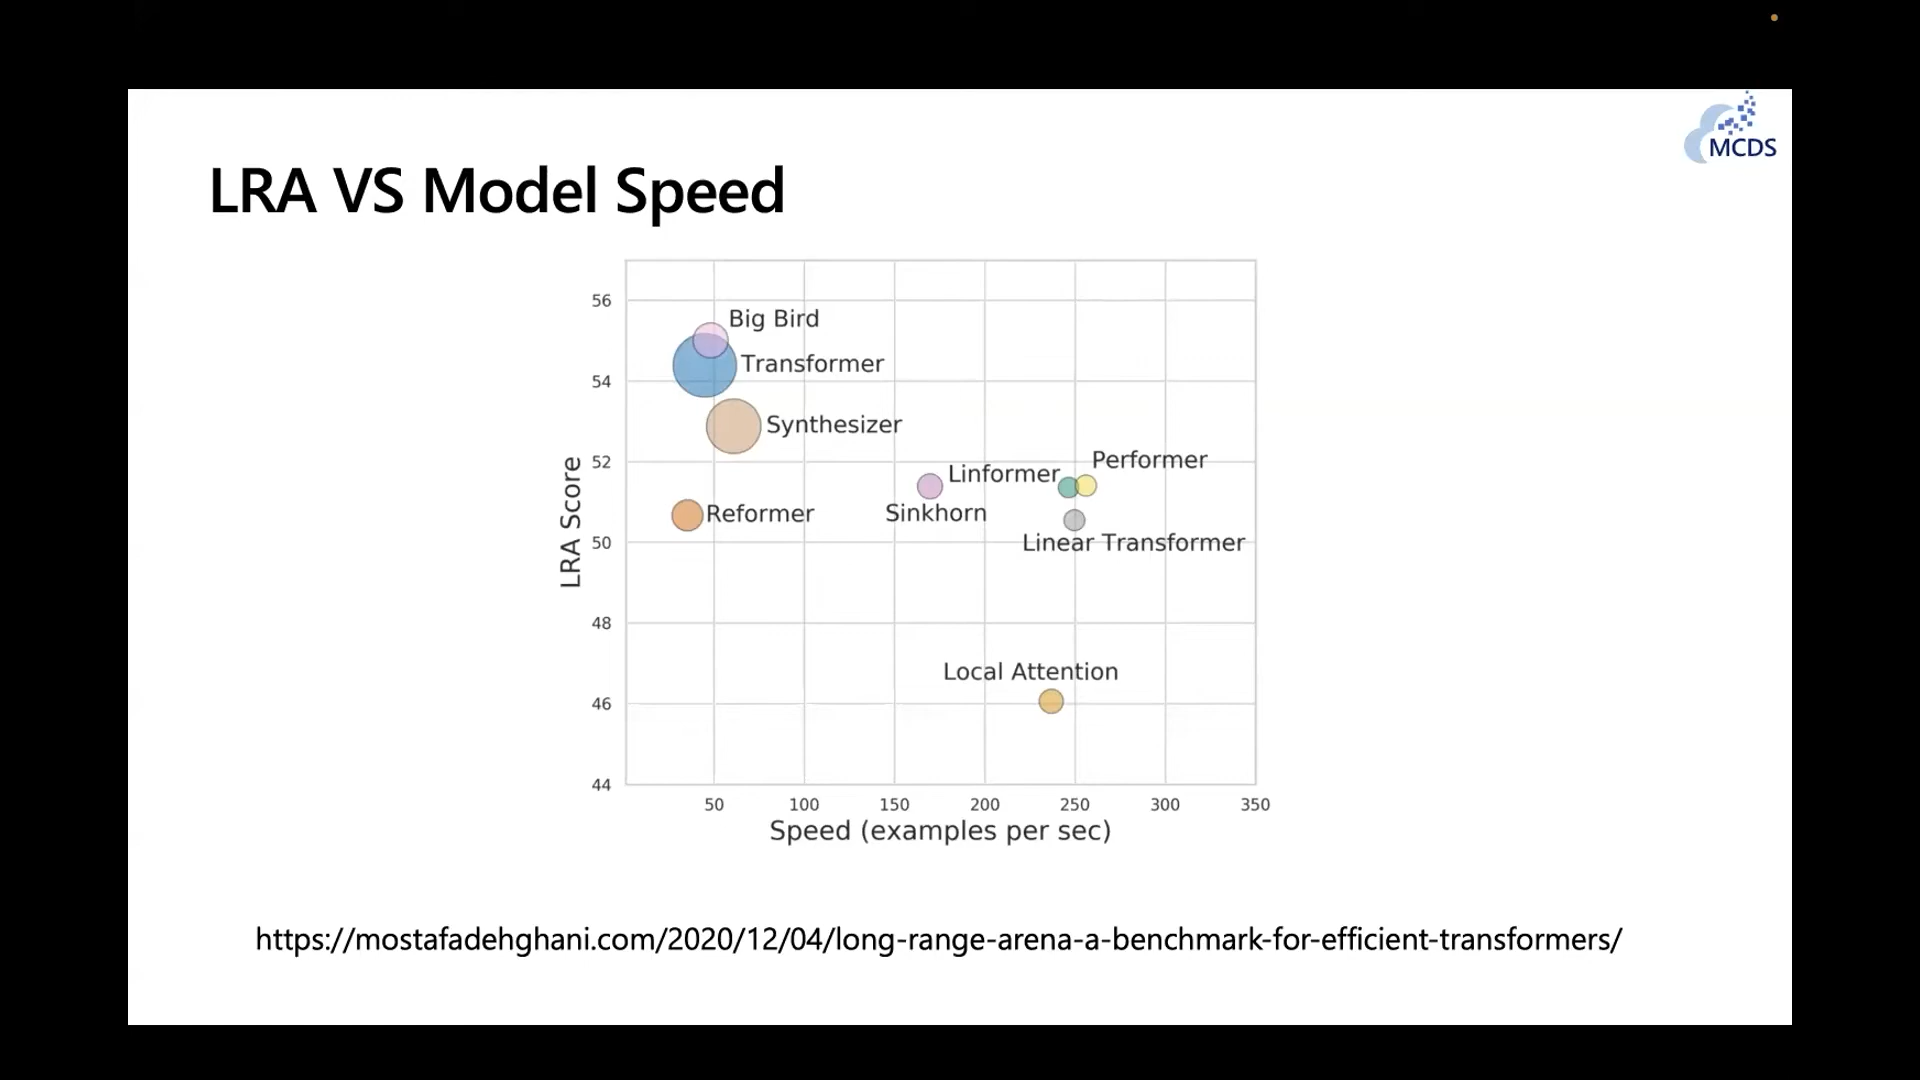 MCDS
LRA VS Model Speed
56
Big Bird
Transformer
54
Synthesizer
52
Performer
Linformer
Reformer
Sinkhorn
50
Linear Transformer
LRA Score
48
Local Attention
46
44
50 100 150 200 250 300 350
Speed (examples per sec)
https://mostafadehghani.com/2020/12/04/long-range-arena-a-benchmark-for-efficient-transformers/